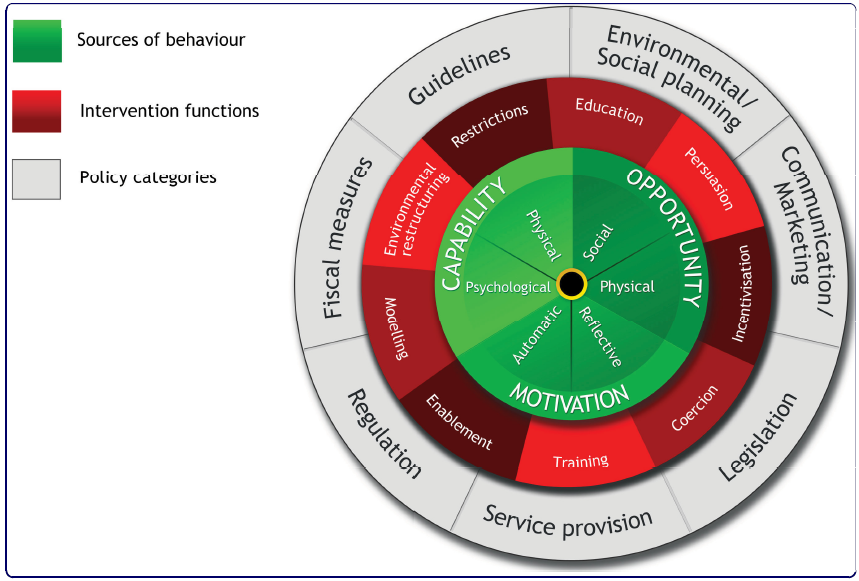 Sources of behaviour
Intervention functions
Policy categories
Guidelines
Environmental/
Social planning
Communication/
Marketing
Legislation
Service provision
Regulation
Fiscal measures
Restrictions
Education
Persuasion
Incentivisation
Coercion
Training
Enablement
Modelling
Environmental
restructuring
CAPABILITY
OPPORTUNITY
MOTIVATION
Physical
Social
Physical
Reflective
Automatic
Psychological